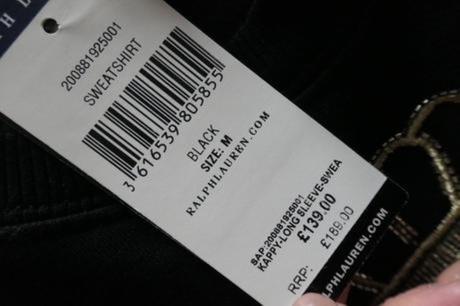 200881925001
SWEATSHIRT
3 616539 805855
BLACK
SIZE: M
RALPHLAUREN.COM
SAP:200881925001
KAPPY-LONG SLEEVE-SWEA
£139.00
RRP: £189.00
RALPHLAUREN.COM